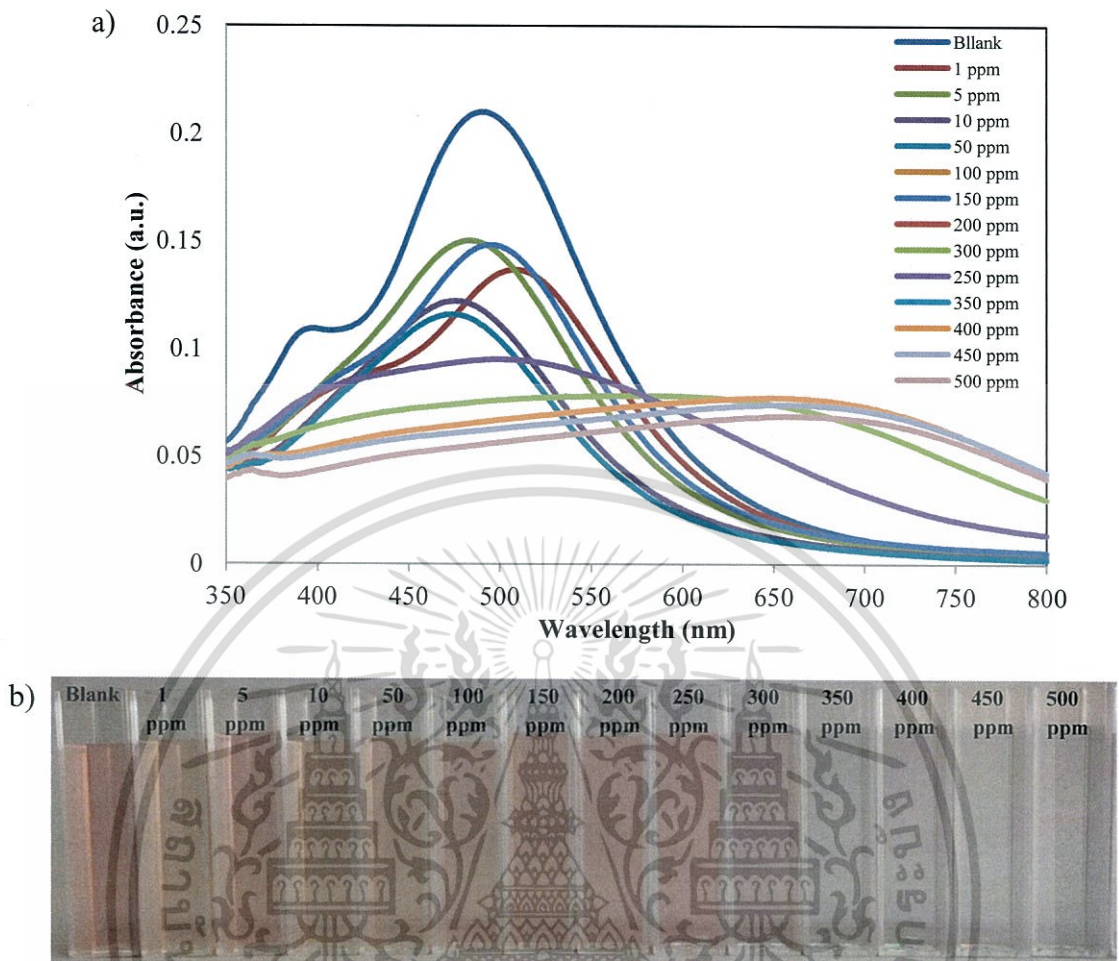 a)
0.25
0.2
0.15
0.1
0.05
0
Absorbance (a.u.)
350 400 450 500 550 600 650 700 750 800
Wavelength (nm)
Bllank
1 ppm
5 ppm
10 ppm
50 ppm
100 ppm
150 ppm
200 ppm
300 ppm
250 ppm
350 ppm
400 ppm
450 ppm
500 ppm
b)
Blank 1 5 10 50 100 150 200 250 300 350 400 450 500
ppm ppm ppm ppm ppm ppm ppm ppm ppm ppm ppm ppm ppm